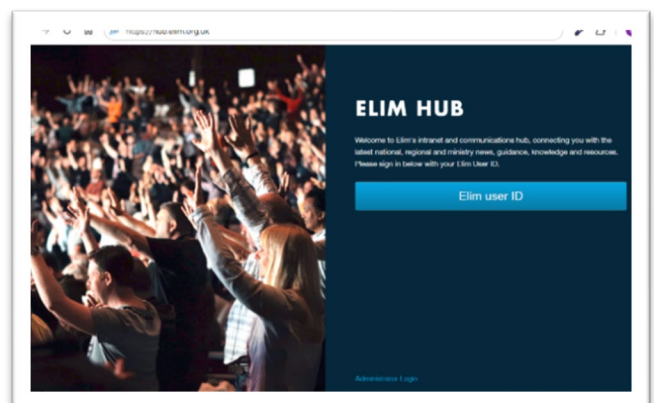 https://hub.elim.org.uk
ELIM HUB
Welcome to Elim's intranet and communications hub, connecting you with the
latest national, regional and ministry news, guidance, knowledge and resources.
Please sign in below with your Elim User ID.
Elim user ID
Administrator Login